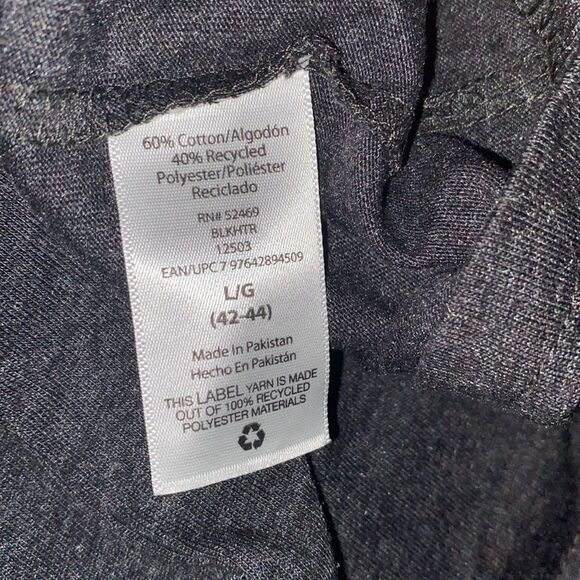 60% Cotton/Algodón
40% Recycled
Polyester/Poliéster
Reciclado
RN# 52469
BLKHTR
12503
EAN/UPC 7 97642894509
L/G
(42-44)
Made In Pakistan
Hecho En Pakistán
THIS LABEL YARN IS MADE
OUT OF 100% RECYCLED
POLYESTER MATERIALS